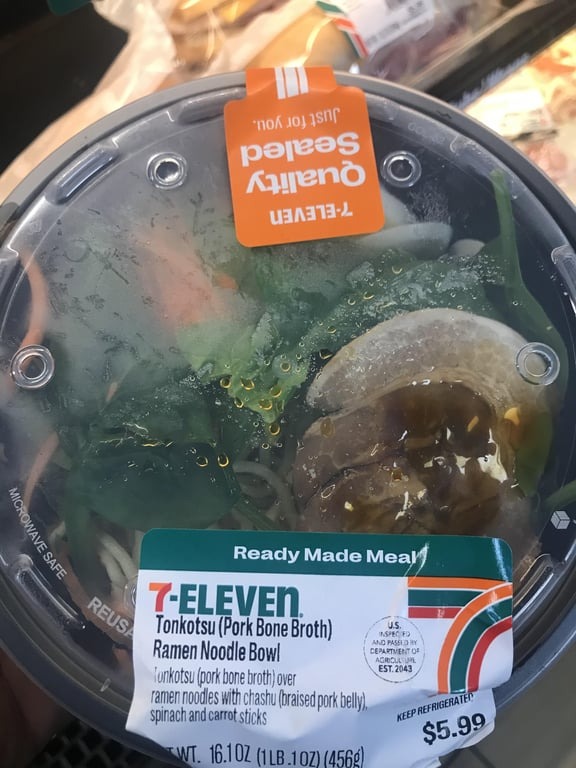 Quality
Sealed
Just for you.
7-ELEVEN
MICROWAVE SAFE
Ready Made Meal
7-ELEVEN®
Tonkotsu (Pork Bone Broth)
Ramen Noodle Bowl
Tonkotsu (pork bone broth) over
ramen noodles with chashu (braised pork belly),
spinach and carrot sticks
U.S.
INSPECTED
AND PASSED BY
DEPARTMENT OF
AGRICULTURE
EST. 2043
KEEP REFRIGERATED
$5.99
WT. 16.1OZ (1LB .1OZ) (456g)